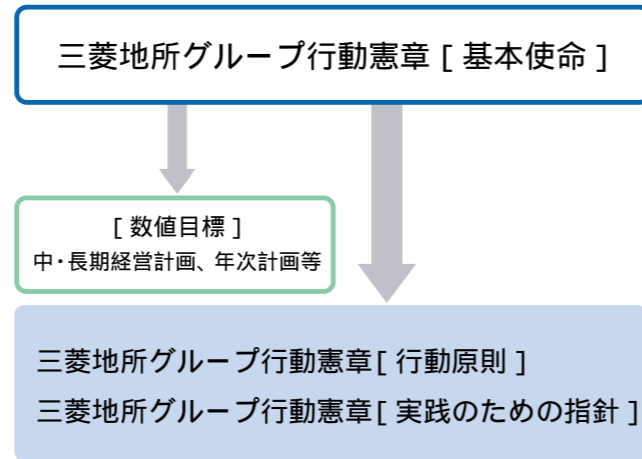 三菱地所グループ行動憲章 [ 基本使命 ]
[ 数値目標 ]
中・長期経営計画、年次計画等
三菱地所グループ行動憲章[ 行動原則 ]
三菱地所グループ行動憲章[ 実践のための指針 ]